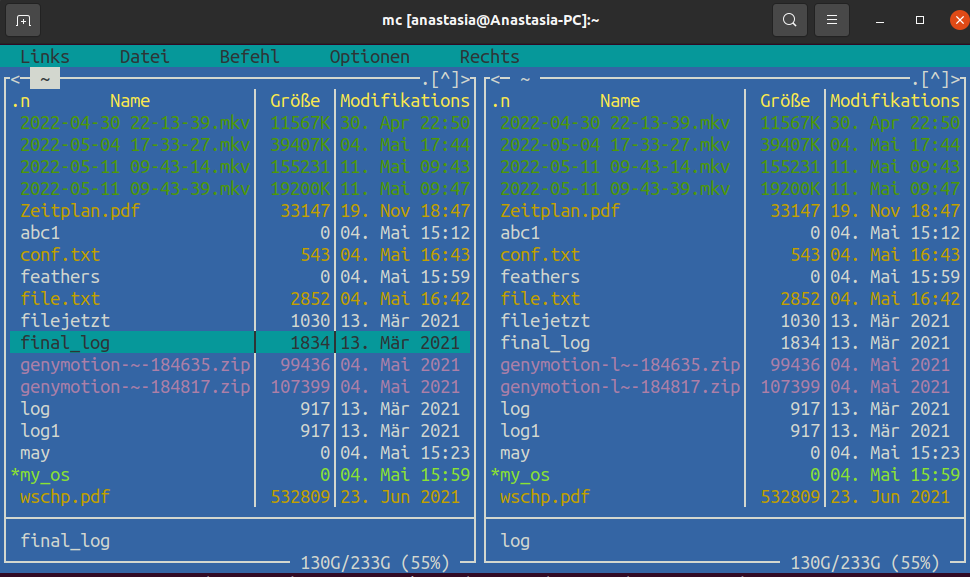 mc [anastasia@Anastasia-PC]:~
Links Datei Befehl Optionen Rechts
<─ ~ .[^]> <─ ~ .[^]>
.n Name Größe Modifikations .n Name Größe Modifikations
2022-04-30 22-13-39.mkv 11567K 30. Apr 22:50 2022-04-30 22-13-39.mkv 11567K 30. Apr 22:50
2022-05-04 17-33-27.mkv 39407K 04. Mai 17:44 2022-05-04 17-33-27.mkv 39407K 04. Mai 17:44
2022-05-11 09-43-14.mkv 155231 11. Mai 09:43 2022-05-11 09-43-14.mkv 155231 11. Mai 09:43
2022-05-11 09-43-39.mkv 19200K 11. Mai 09:47 2022-05-11 09-43-39.mkv 19200K 11. Mai 09:47
Zeitplan.pdf 33147 19. Nov 18:47 Zeitplan.pdf 33147 19. Nov 18:47
abc1 0 04. Mai 15:12 abc1 0 04. Mai 15:12
conf.txt 543 04. Mai 16:43 conf.txt 543 04. Mai 16:43
feathers 0 04. Mai 15:59 feathers 0 04. Mai 15:59
file.txt 2852 04. Mai 16:42 file.txt 2852 04. Mai 16:42
filejetzt 1030 13. Mär 2021 filejetzt 1030 13. Mär 2021
final_log 1834 13. Mär 2021 final_log 1834 13. Mär 2021
genymotion-~-184635.zip 99436 04. Mai 2021 genymotion-l~-184635.zip 99436 04. Mai 2021
genymotion-~-184817.zip 107399 04. Mai 2021 genymotion-l~-184817.zip 107399 04. Mai 2021
log 917 13. Mär 2021 log 917 13. Mär 2021
log1 917 13. Mär 2021 log1 917 13. Mär 2021
may 0 04. Mai 15:23 may 0 04. Mai 15:23
*my_os 0 04. Mai 15:59 *my_os 0 04. Mai 15:59
wschp.pdf 532809 23. Jun 2021 wschp.pdf 532809 23. Jun 2021
final_log log
130G/233G (55%) 130G/233G (55%)